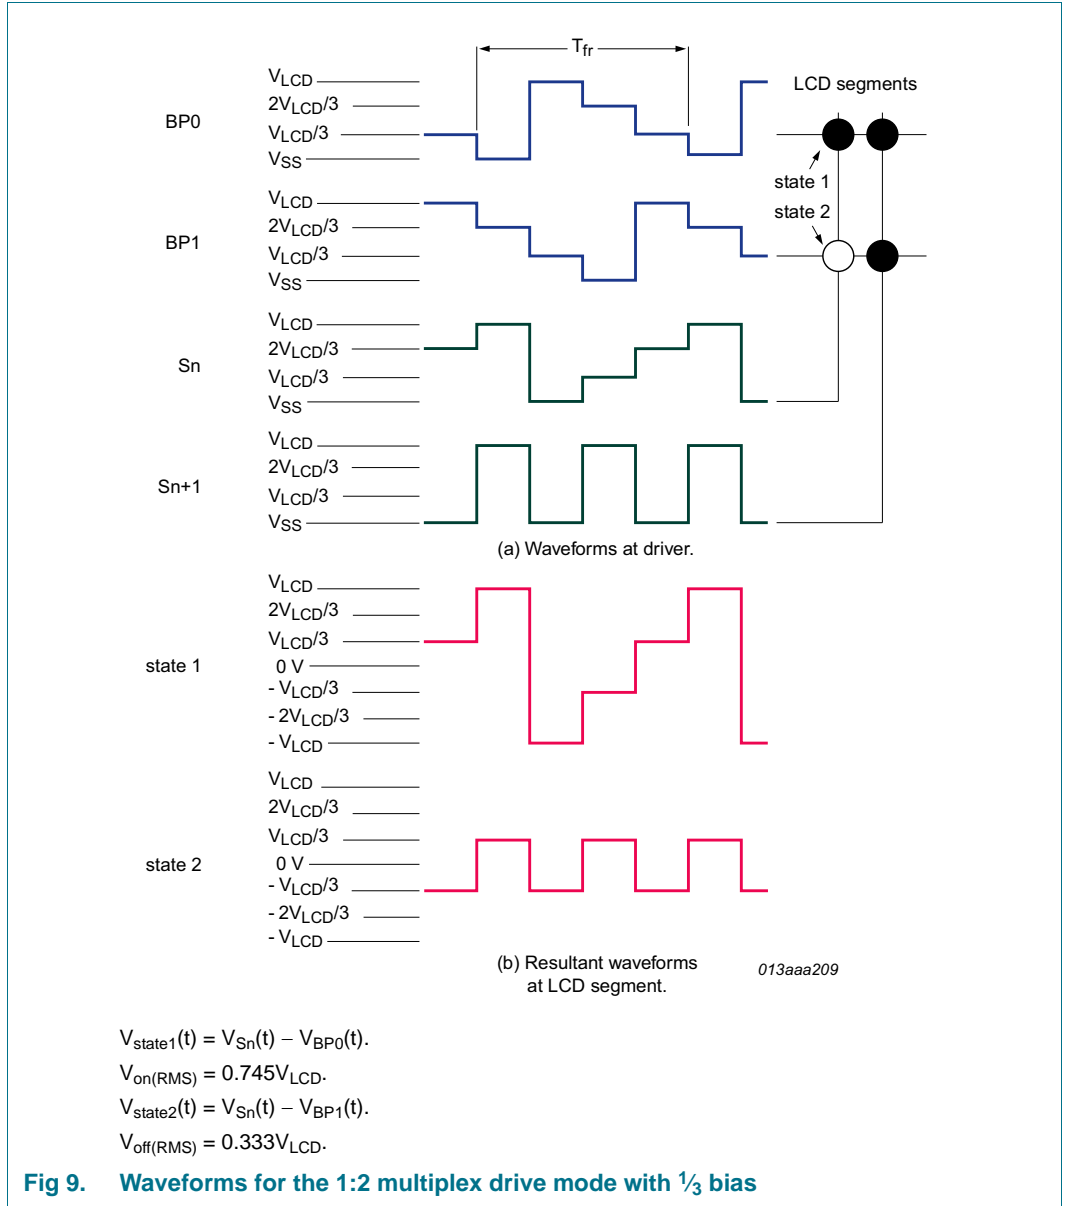 Tfr
VLCD
2VLCD/3
BP0
VLCD/3
VSS
LCD segments
state 1
state 2
VLCD
2VLCD/3
BP1
VLCD/3
VSS
VLCD
2VLCD/3
Sn
VLCD/3
VSS
VLCD
2VLCD/3
Sn+1
VLCD/3
VSS
(a) Waveforms at driver.
VLCD
2VLCD/3
VLCD/3
state 1
0 V
- VLCD/3
- 2VLCD/3
- VLCD
VLCD
2VLCD/3
VLCD/3
state 2
0 V
- VLCD/3
- 2VLCD/3
- VLCD
(b) Resultant waveforms
at LCD segment.
013aaa209
Vstate1(t) = VSn(t) − VBP0(t).
Von(RMS) = 0.745VLCD.
Vstate2(t) = VSn(t) − VBP1(t).
Voff(RMS) = 0.333VLCD.
Fig 9. Waveforms for the 1:2 multiplex drive mode with 1⁄3 bias